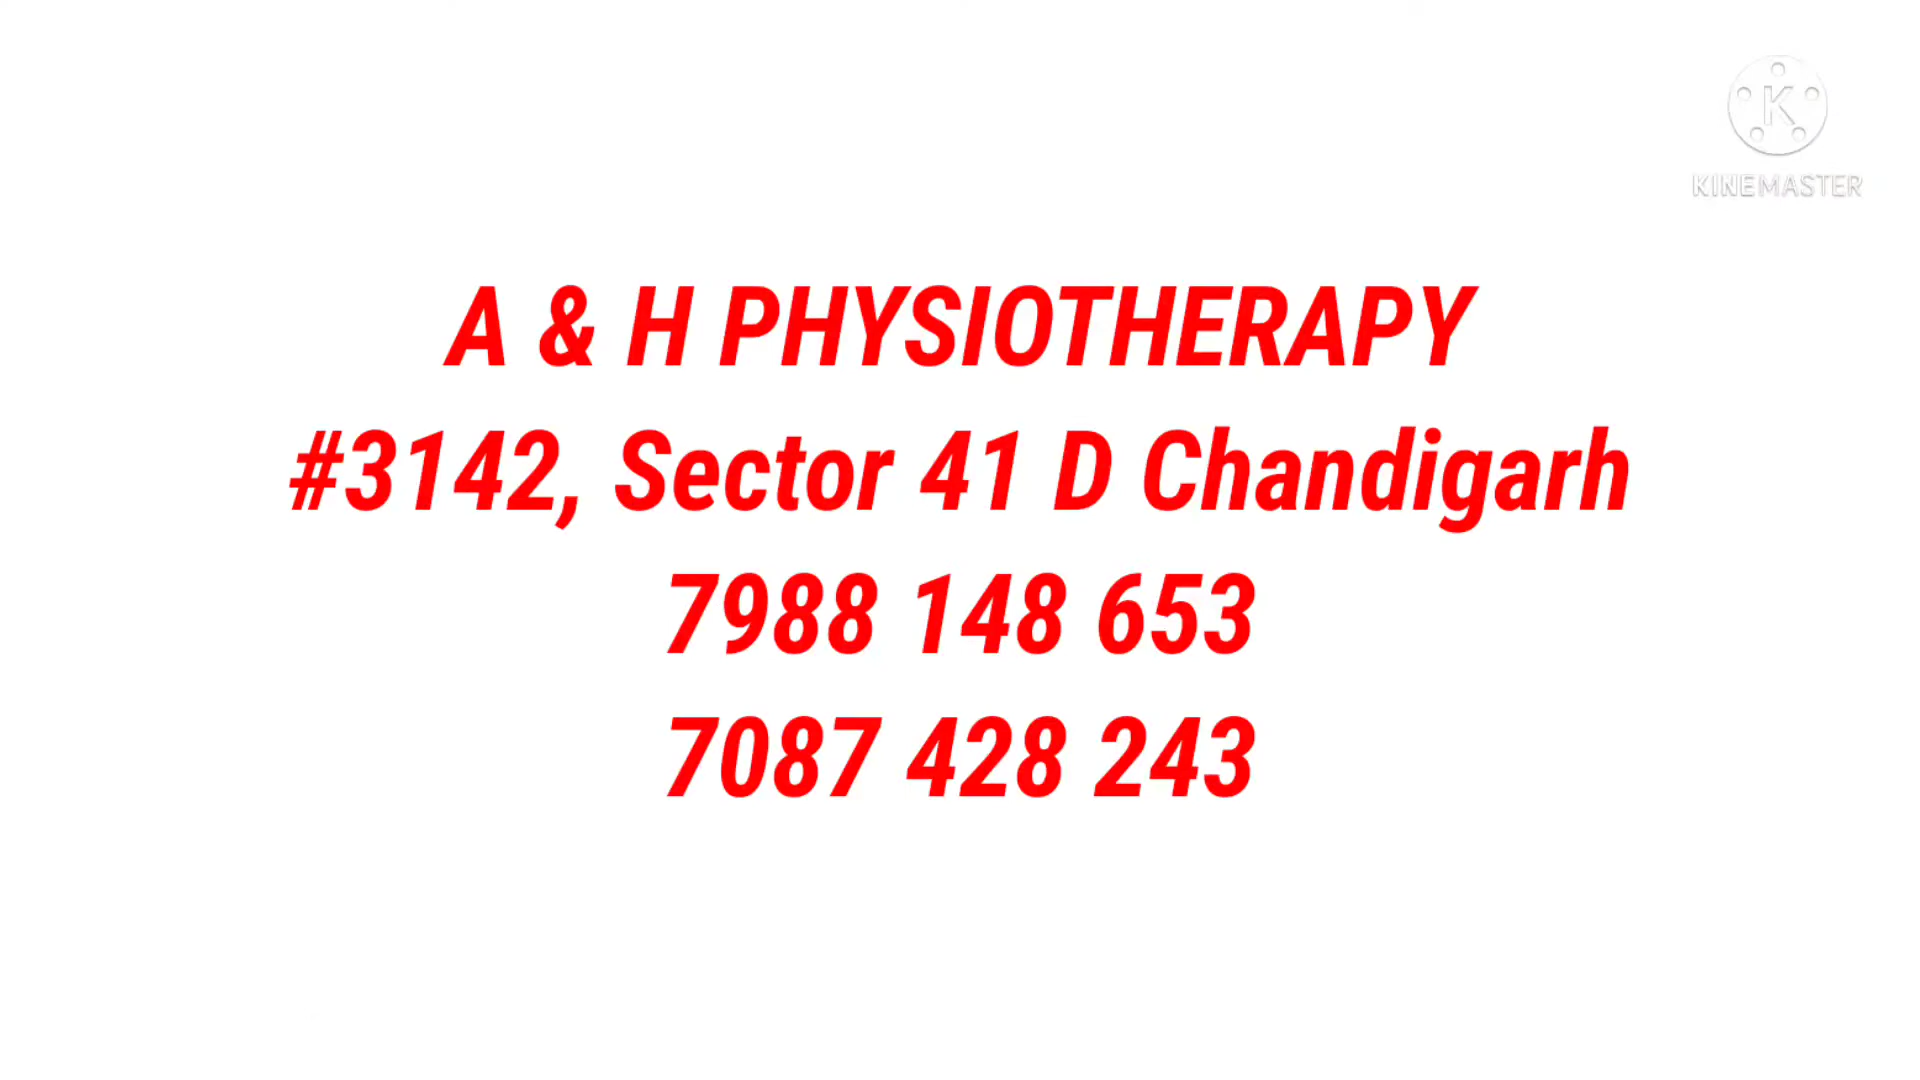 K
KINEMASTER
A & H PHYSIOTHERAPY
#3142, Sector 41 D Chandigarh
7988 148 653
7087 428 243